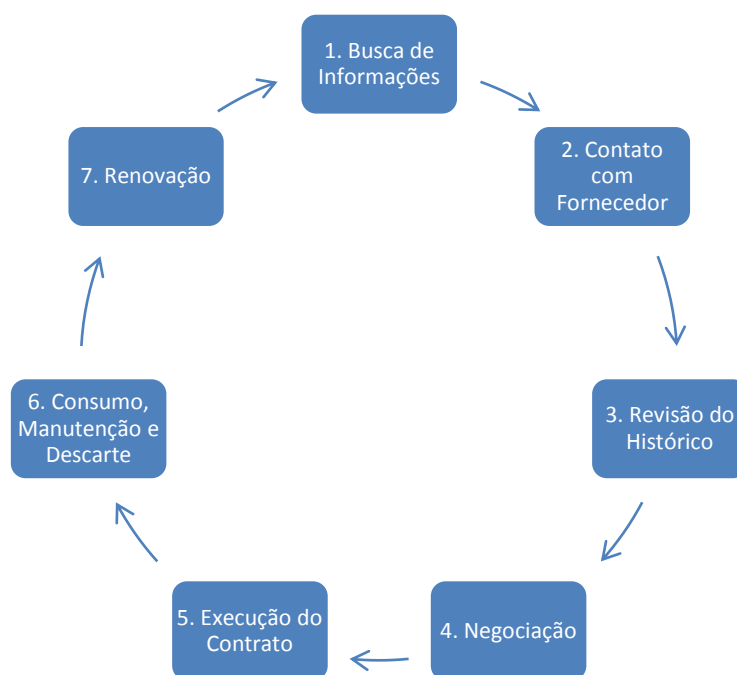 1. Busca de
Informações
2. Contato
com
Fornecedor
3. Revisão do
Histórico
4. Negociação
5. Execução do
Contrato
6. Consumo,
Manutenção e
Descarte
7. Renovação